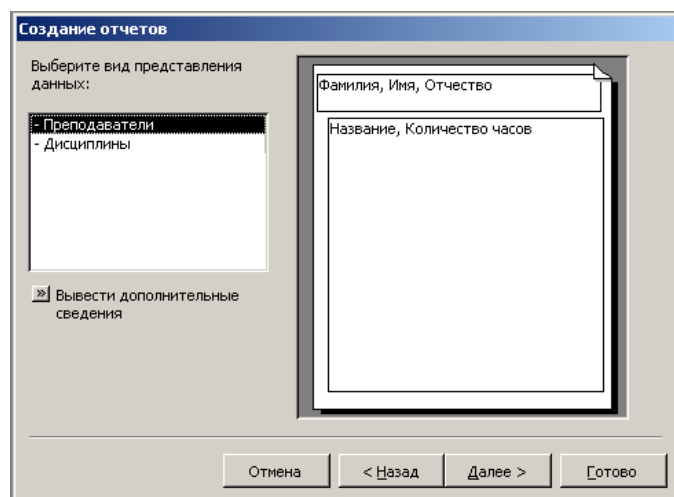 Создание отчетов
Выберите вид представления
данных:
- Преподаватели
- Дисциплины
» Вывести дополнительные
сведения
Фамилия, Имя, Отчество
Название, Количество часов
Отмена
< Назад
Далее >
Готово